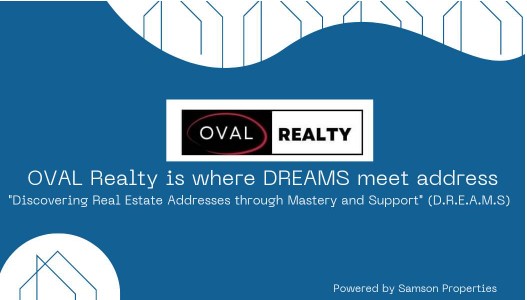 OVAL REALTY
OVAL Realty is where DREAMS meet address
"Discovering Real Estate Addresses through Mastery and Support" (D.R.E.A.M.S)
Powered by Samson Properties